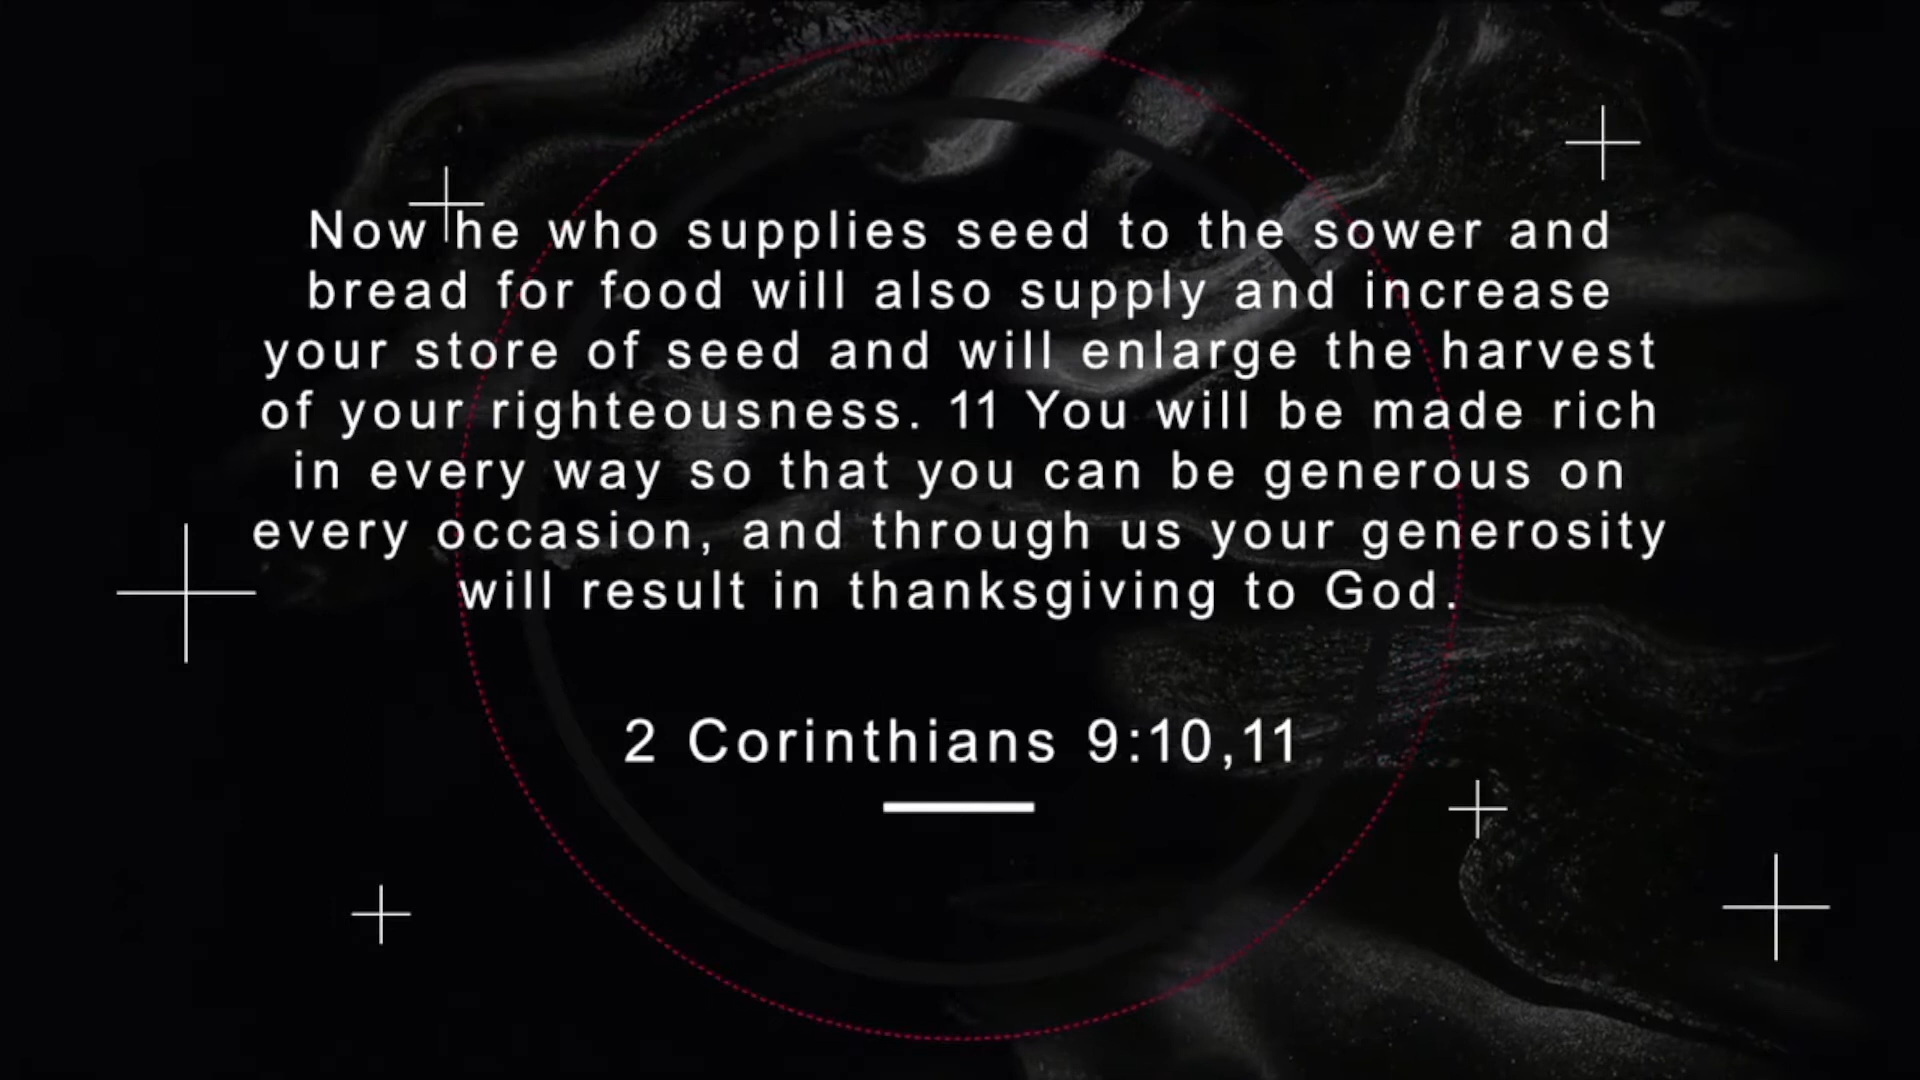 Now he who supplies seed to the sower and
bread for food will also supply and increase
your store of seed and will enlarge the harvest
of your righteousness. 11 You will be made rich
in every way so that you can be generous on
every occasion, and through us your generosity
will result in thanksgiving to God.
2 Corinthians 9:10,11